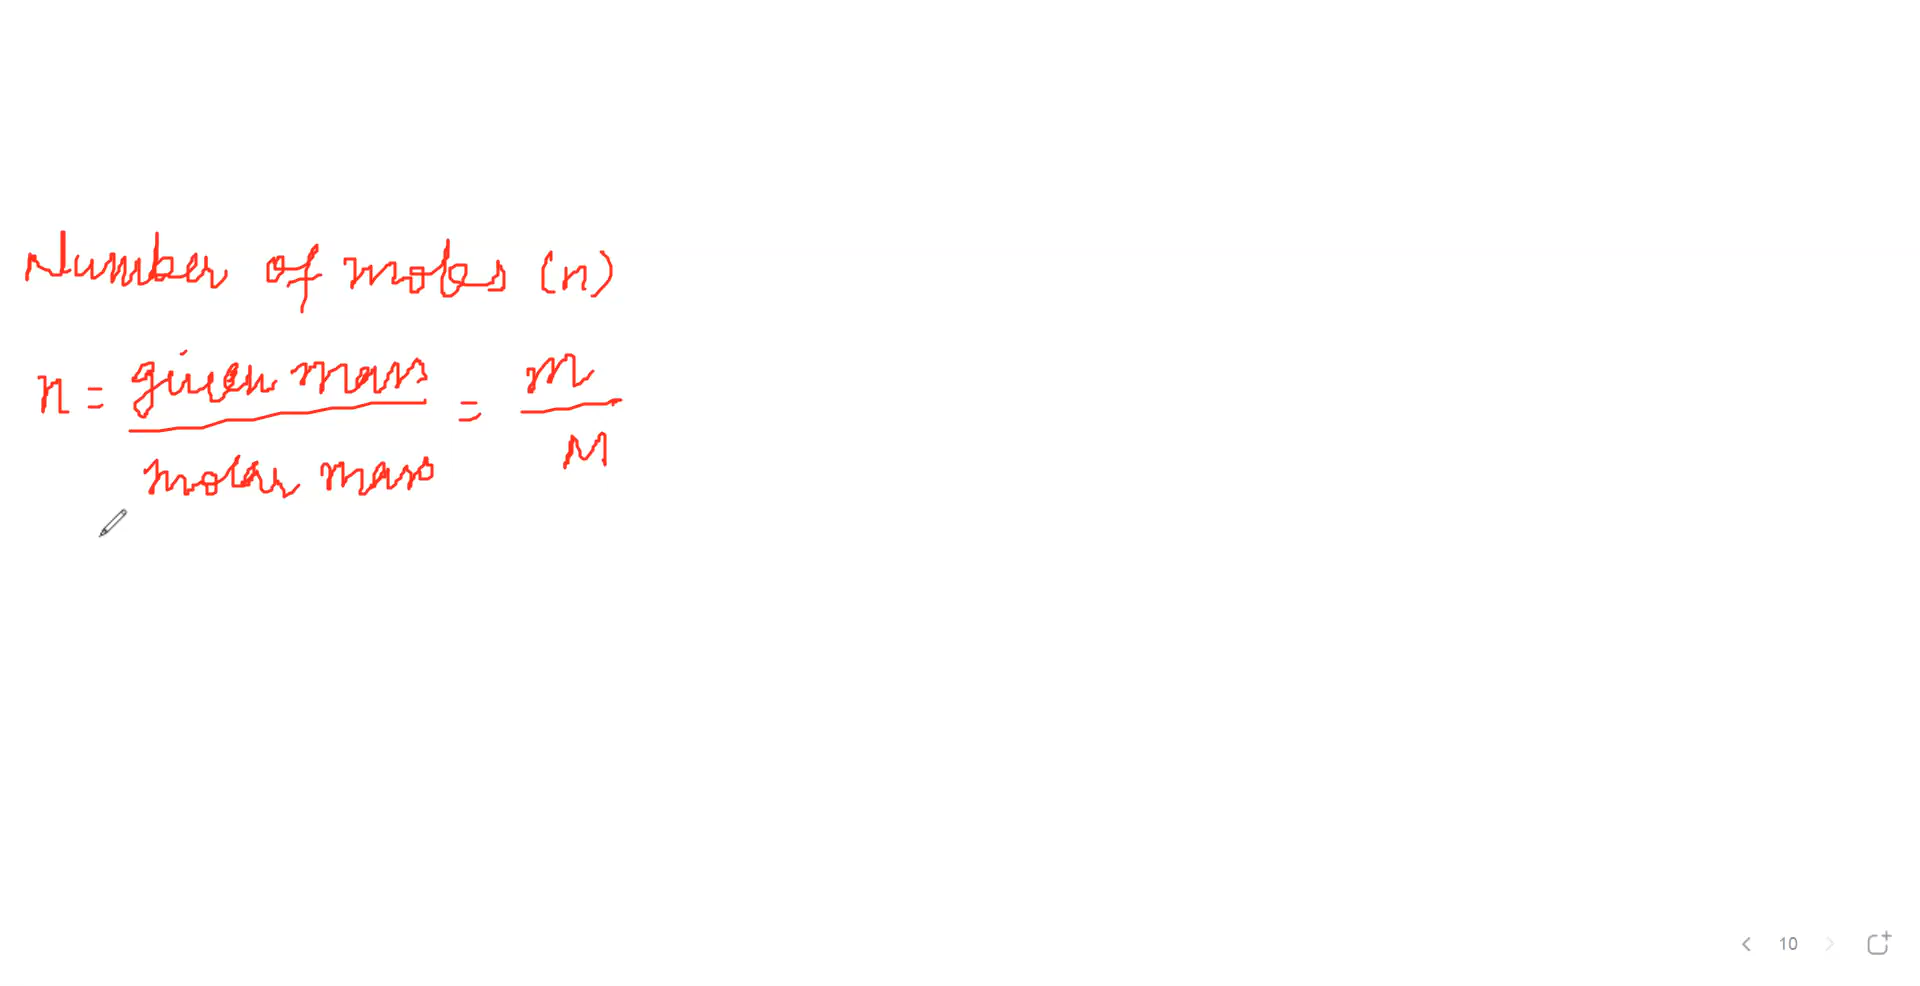 Number of moles (n)
n = given mass / molar mass = m / M
10